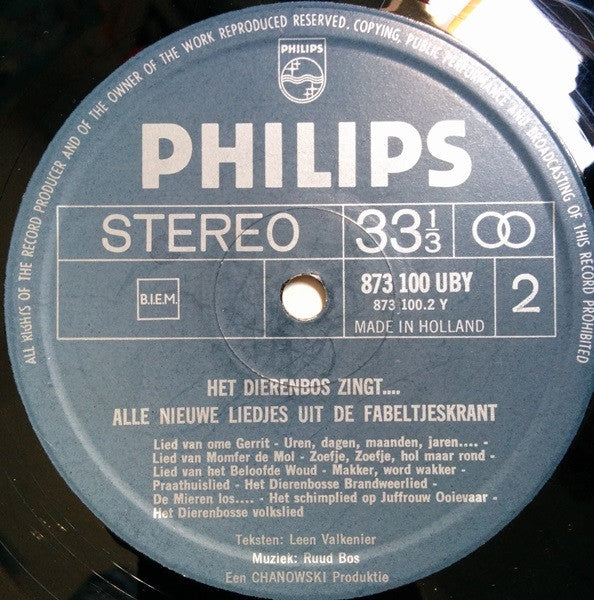 ALL RIGHTS OF THE RECORD PRODUCER AND OF THE OWNER OF THE WORK REPRODUCED RESERVED. COPYING, PUBLIC PERFORMANCE AND BROADCASTING OF THIS RECORD PROHIBITED
PHILIPS
PHILIPS
STEREO 33 1/3
B.I.E.M. 873 100 UBY 2
873 100.2 Y
MADE IN HOLLAND
HET DIERENBOS ZINGT....
ALLE NIEUWE LIEDJES UIT DE FABELTJESKRANT
Lied van ome Gerrit - Uren, dagen, maanden, jaren.... -
Lied van Momfer de Mol - Zoefje, Zoefje, hol maar rond -
Lied van het Beloofde Woud - Makker, word wakker -
Praathuislied - Het Dierenbosse Brandweerlied -
De Mieren los.... - Het schimplied op Juffrouw Ooievaar -
Het Dierenbosse volkslied
Teksten: Leen Valkenier
Muziek: Ruud Bos
Een CHANOWSKI Produktie